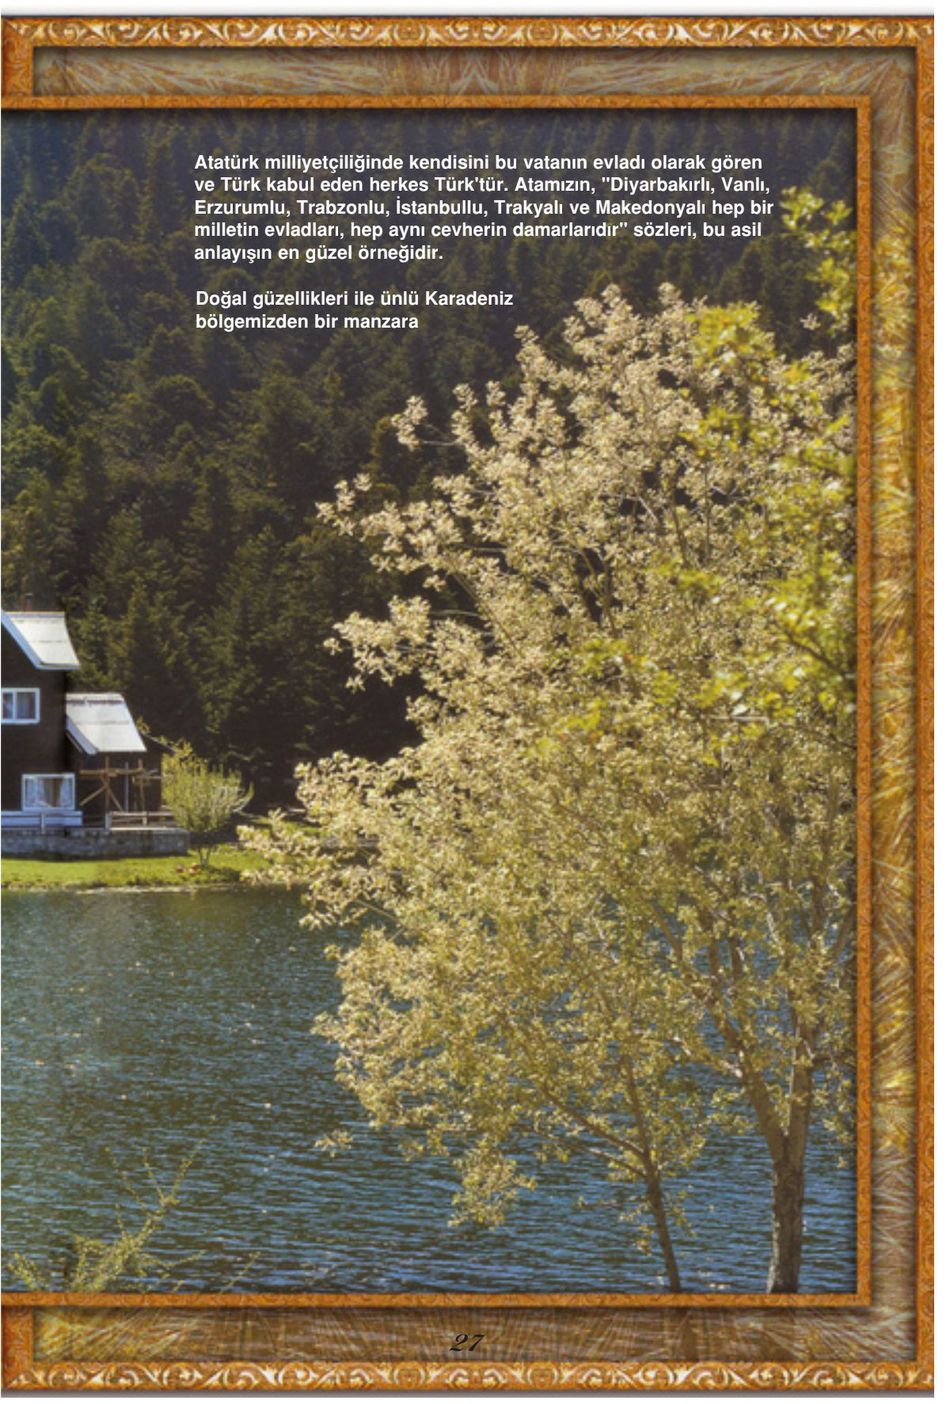 Atatürk milliyetçiliğinde kendisini bu vatanın evladı olarak gören
ve Türk kabul eden herkes Türk'tür. Atamızın, "Diyarbakırlı, Vanlı,
Erzurumlu, Trabzonlu, İstanbullu, Trakyalı ve Makedonyalı hep bir
milletin evladları, hep aynı cevherin damarlarıdır" sözleri, bu asil
anlayışın en güzel örneğidir.
Doğal güzellikleri ile ünlü Karadeniz
bölgemizden bir manzara
27